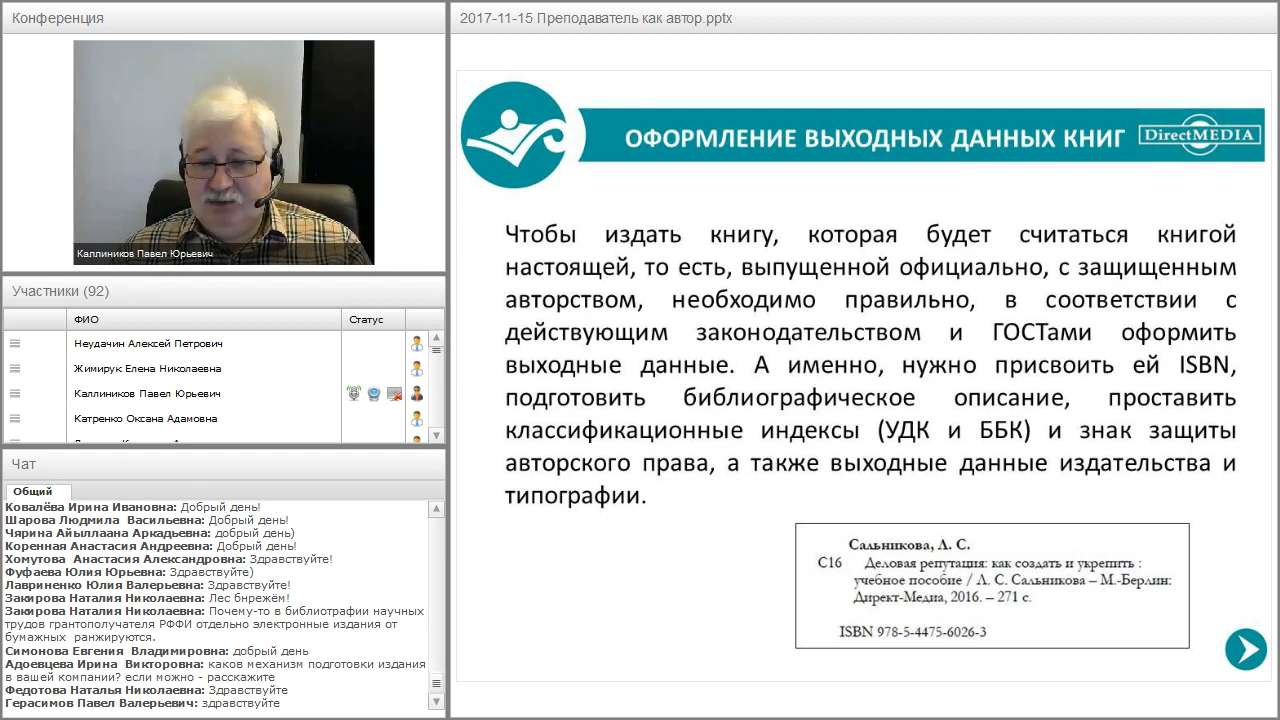 Конференция
Каллиников Павел Юрьевич
Участники (92)
ФИО
Статус
Неудачин Алексей Петрович
Жимирук Елена Николаевна
Каллиников Павел Юрьевич
Катренко Оксана Адамовна
Чат
Общий
Ковалёва Ирина Ивановна: Добрый день!
Шарова Людмила Васильевна: Добрый день!
Чярина Айыллаана Аркадьевна: добрый день)
Коренная Анастасия Андреевна: Добрый день!
Хомутова Анастасия Александровна: Здравствуйте!
Фуфаева Юлия Юрьевна: Здравствуйте)
Лавриненко Юлия Валерьевна: Здравствуйте!
Закирова Наталия Николаевна: Лес бнрежём!
Закирова Наталия Николаевна: Почему-то в библиотрафии научных
трудов грантополучателя РФФИ отдельно электронные издания от
бумажных ранжируются.
Симонова Евгения Владимировна: добрый день
Адоевцева Ирина Викторовна: каков механизм подготовки издания
в вашей компании? если можно - расскажите
Федотова Наталья Николаевна: Здравствуйте
Герасимов Павел Валерьевич: здравствуйте
2017-11-15 Преподаватель как автор.pptx
ОФОРМЛЕНИЕ ВЫХОДНЫХ ДАННЫХ КНИГ
DirectMEDIA
Чтобы издать книгу, которая будет считаться книгой
настоящей, то есть, выпущенной официально, с защищенным
авторством, необходимо правильно, в соответствии с
действующим законодательством и ГОСТами оформить
выходные данные. А именно, нужно присвоить ей ISBN,
подготовить библиографическое описание, проставить
классификационные индексы (УДК и ББК) и знак защиты
авторского права, а также выходные данные издательства и
типографии.
Сальникова, Л. С.
С16 Деловая репутация: как создать и укрепить :
учебное пособие / Л. С. Сальникова – М.-Берлин:
Директ-Медиа, 2016. – 271 с.
ISBN 978-5-4475-6026-3